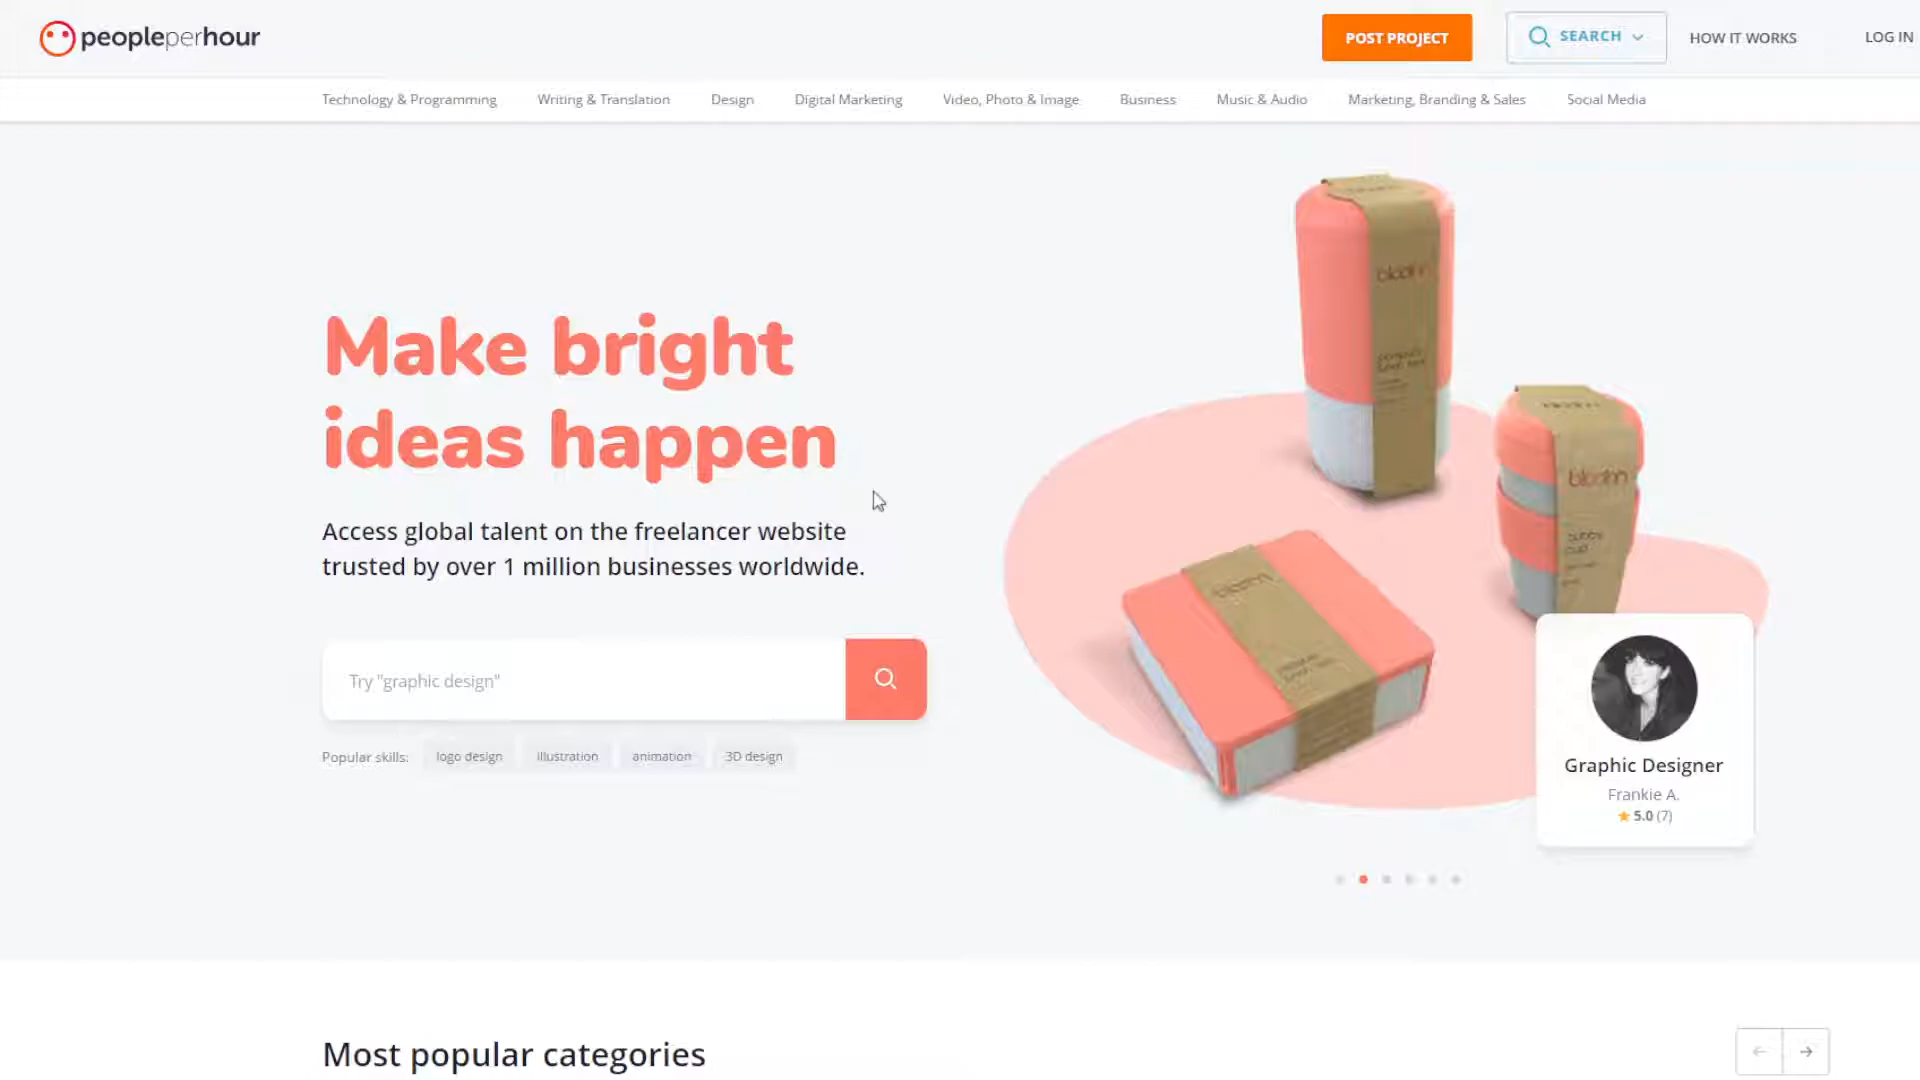 peopleperhour
POST PROJECT
SEARCH
HOW IT WORKS
LOG IN
Technology & Programming
Writing & Translation
Design
Digital Marketing
Video, Photo & Image
Business
Music & Audio
Marketing, Branding & Sales
Social Media
Make bright
ideas happen
Access global talent on the freelancer website
trusted by over 1 million businesses worldwide.
Try "graphic design"
Popular skills:
logo design
illustration
animation
3D design
Graphic Designer
Frankie A.
5.0 (7)
Most popular categories